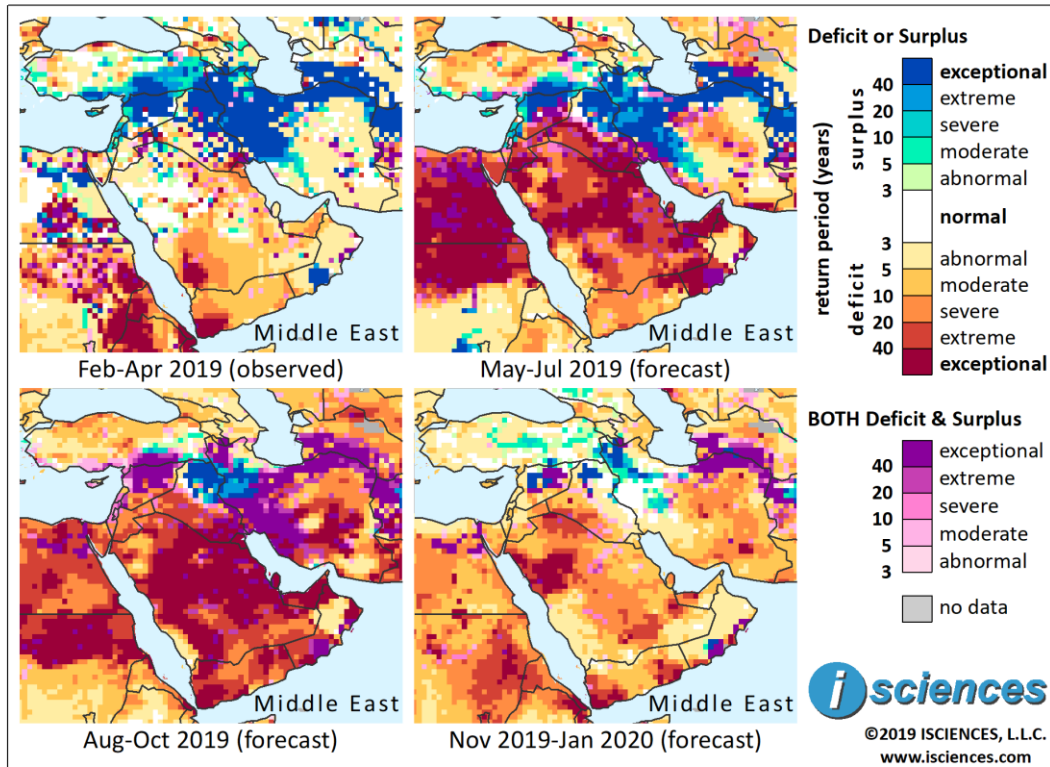 Middle East
Feb-Apr 2019 (observed)
Middle East
May-Jul 2019 (forecast)
Middle East
Aug-Oct 2019 (forecast)
Middle East
Nov 2019-Jan 2020 (forecast)
Deficit or Surplus
return period (years)
deficit surplus
exceptional
40
extreme
20
severe
10
moderate
5
abnormal
3
normal
3
abnormal
5
moderate
10
severe
20
extreme
40
exceptional
BOTH Deficit & Surplus
exceptional
40
extreme
20
severe
10
moderate
5
abnormal
3
no data
i sciences
©2019 ISCIENCES, L.L.C.
www.isciences.com